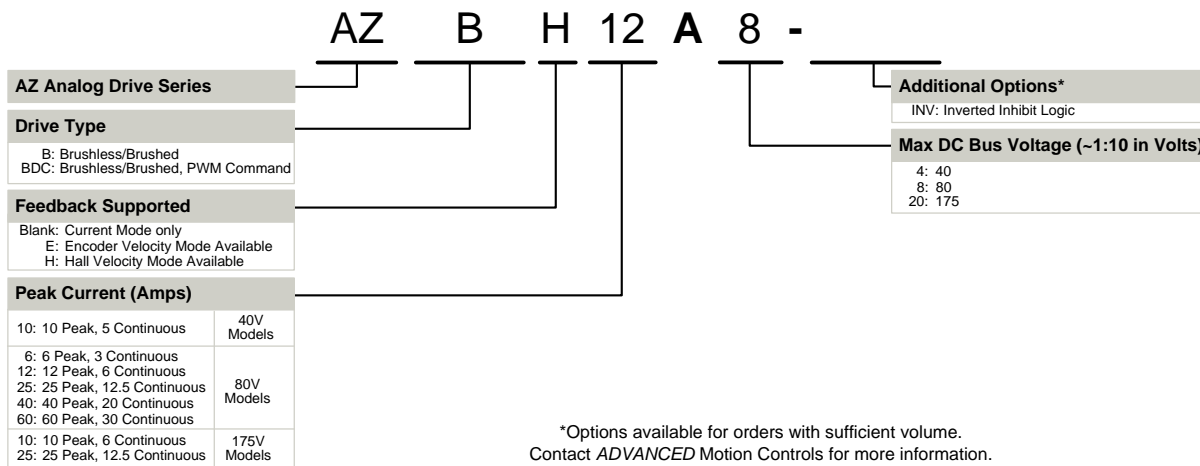 AZ B H 12 A 8 -
AZ Analog Drive Series
Drive Type
B: Brushless/Brushed
BDC: Brushless/Brushed, PWM Command
Feedback Supported
Blank: Current Mode only
E: Encoder Velocity Mode Available
H: Hall Velocity Mode Available
Peak Current (Amps)
10: 10 Peak, 5 Continuous
40V
Models
6: 6 Peak, 3 Continuous
12: 12 Peak, 6 Continuous
25: 25 Peak, 12.5 Continuous
40: 40 Peak, 20 Continuous
60: 60 Peak, 30 Continuous
80V
Models
10: 10 Peak, 6 Continuous
25: 25 Peak, 12.5 Continuous
175V
Models
Additional Options*
INV: Inverted Inhibit Logic
Max DC Bus Voltage (~1:10 in Volts)
4: 40
8: 80
20: 175
*Options available for orders with sufficient volume.
Contact ADVANCED Motion Controls for more information.